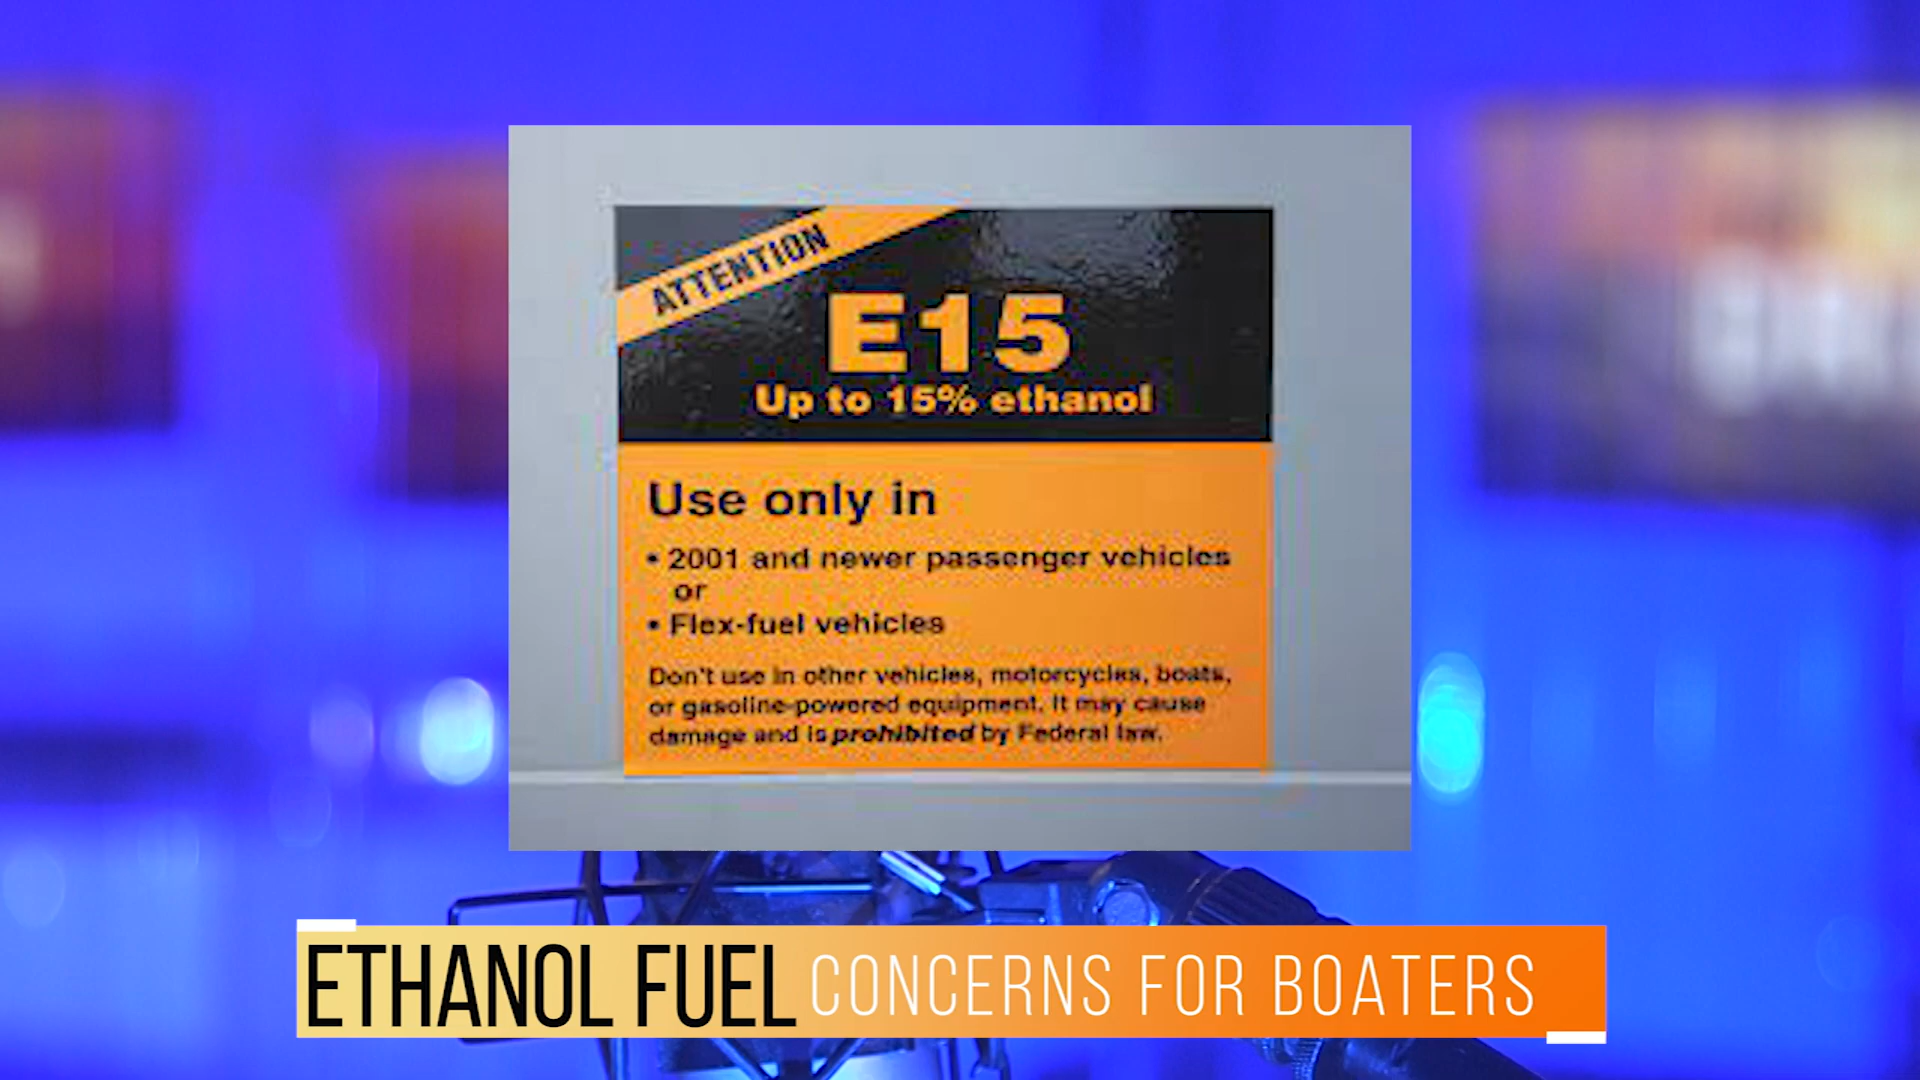 ATTENTION
E15
Up to 15% ethanol
Use only in
• 2001 and newer passenger vehicles
or
• Flex-fuel vehicles
Don't use in other vehicles, motorcycles, boats,
or gasoline-powered equipment. It may cause
damage and is prohibited by Federal law.
ETHANOL FUEL CONCERNS FOR BOATERS